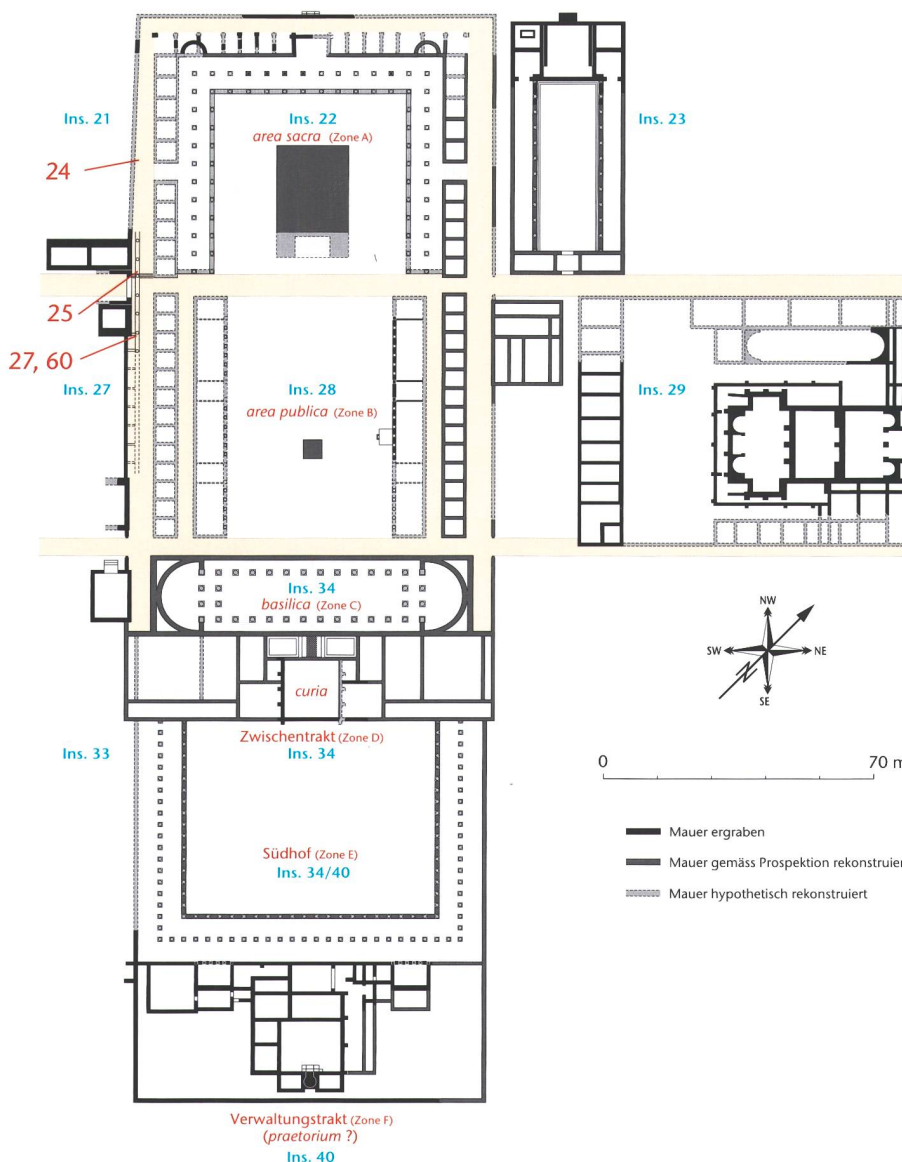 Ins. 21
Ins. 22
area sacra (Zone A)
Ins. 23
24
25
27, 60
Ins. 27
Ins. 28
area publica (Zone B)
Ins. 29
Ins. 34
basilica (Zone C)
NW
SW
NE
SE
N
curia
Zwischentrakt (Zone D)
Ins. 33
Ins. 34
0
70 m
Mauer ergraben
Südhof (Zone E)
Mauer gemäss Prospektion rekonstruier
Ins. 34/40
Mauer hypothetisch rekonstruiert
Verwaltungstrakt (Zone F)
(praetorium ?)
Ins. 40